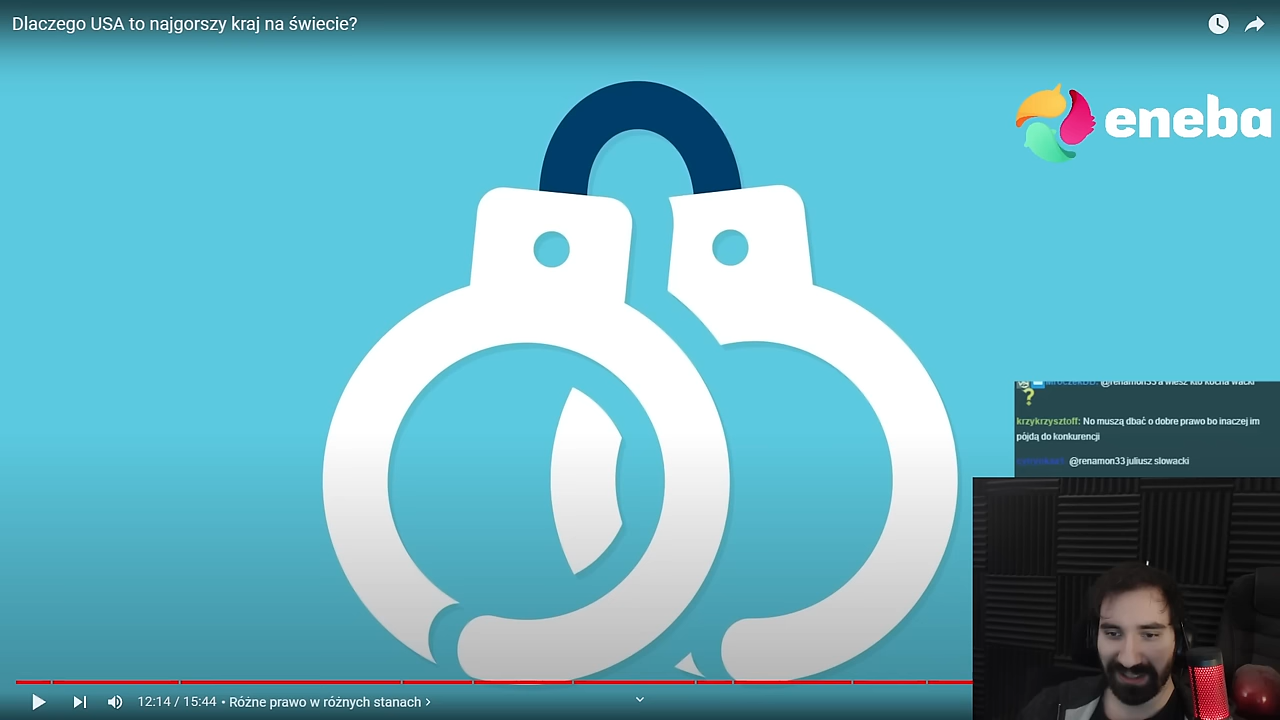 Dlaczego USA to najgorszy kraj na świecie?
eneba
@renamon33 a wiesz kto kocha wacki
?
krzykrzysztoff: No muszą dbać o dobre prawo bo inaczej im
pójdą do konkurencji
@renamon33 juliusz slowacki
12:14 / 15:44 • Różne prawo w różnych stanach >